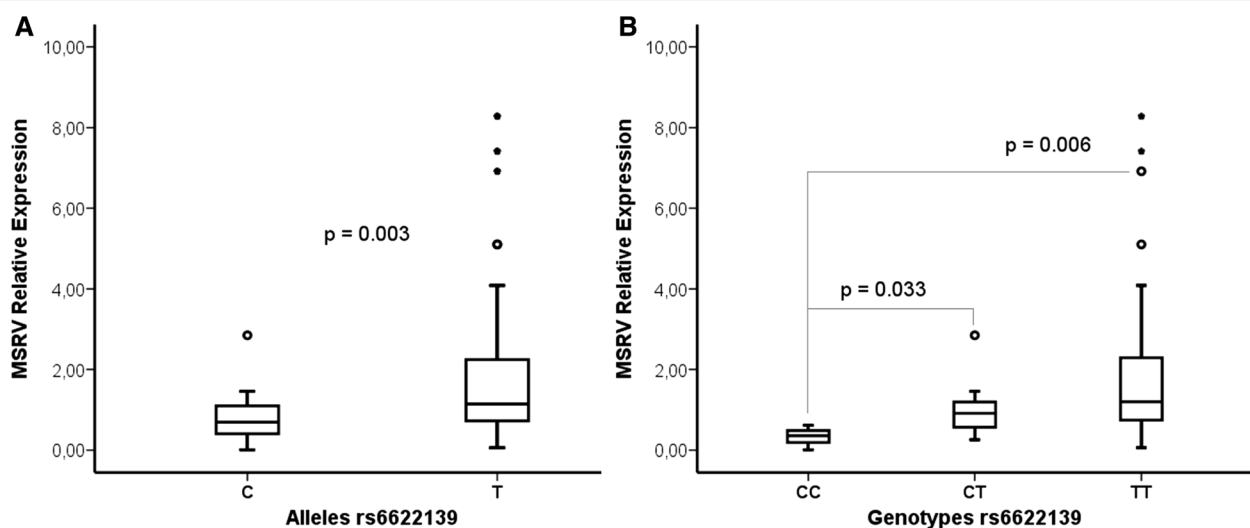 A
MSRV Relative Expression
10,00
8,00
6,00
4,00
2,00
0,00
p = 0.003
C
T
Alleles rs6622139
B
MSRV Relative Expression
10,00
8,00
6,00
4,00
2,00
0,00
p = 0.006
p = 0.033
CC
CT
TT
Genotypes rs6622139